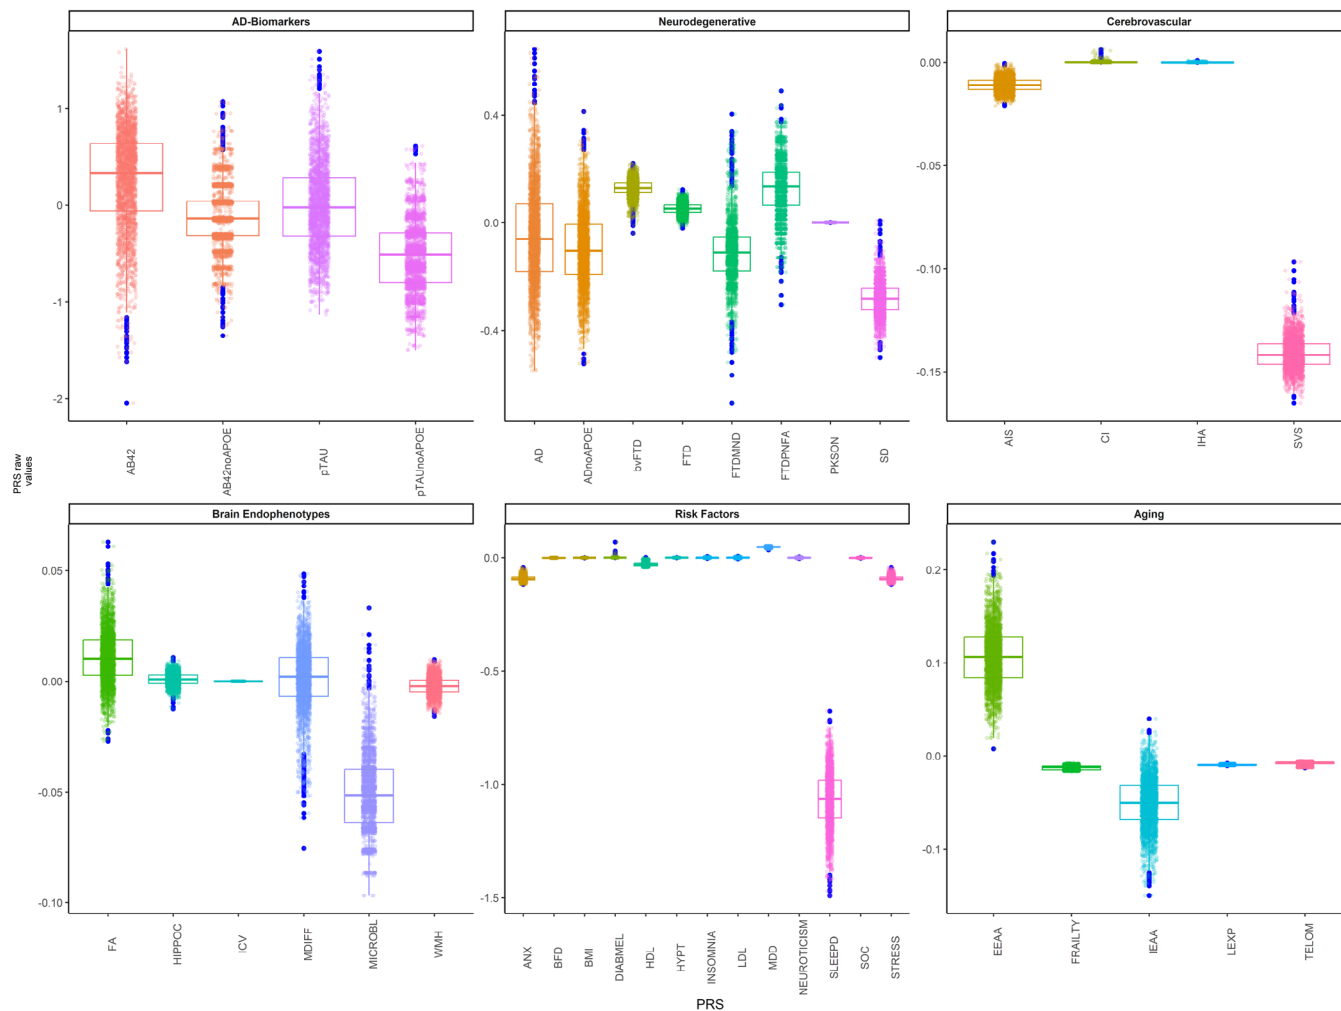 AD-Biomarkers
Neurodegenerative
Cerebrovascular
1
0
-1
-2
0.4
0.0
-0.4
0.00
-0.05
-0.10
-0.15
AB42
AB42noAPOE
pTAU
pTAUnoAPOE
AD
ADnoAPOE
bvFTD
FTD
FTDMND
FTDPNFA
PKSON
SD
AIS
CI
IHA
SVS
PRS raw
values
Brain Endophenotypes
Risk Factors
Aging
0.05
0.00
-0.05
-0.10
0.0
-0.5
-1.0
-1.5
0.2
0.1
0.0
-0.1
FA
HIPPCC
ICV
MDIFF
MICROBL
WMH
ANX
BFD
BMI
DIABMEL
HDL
HYPT
INSOMNIA
LDL
MDD
NEUROTICISM
SLEEPD
SOC
STRESS
EEAA
FRAILTY
IEAA
LEXP
TELOM
PRS